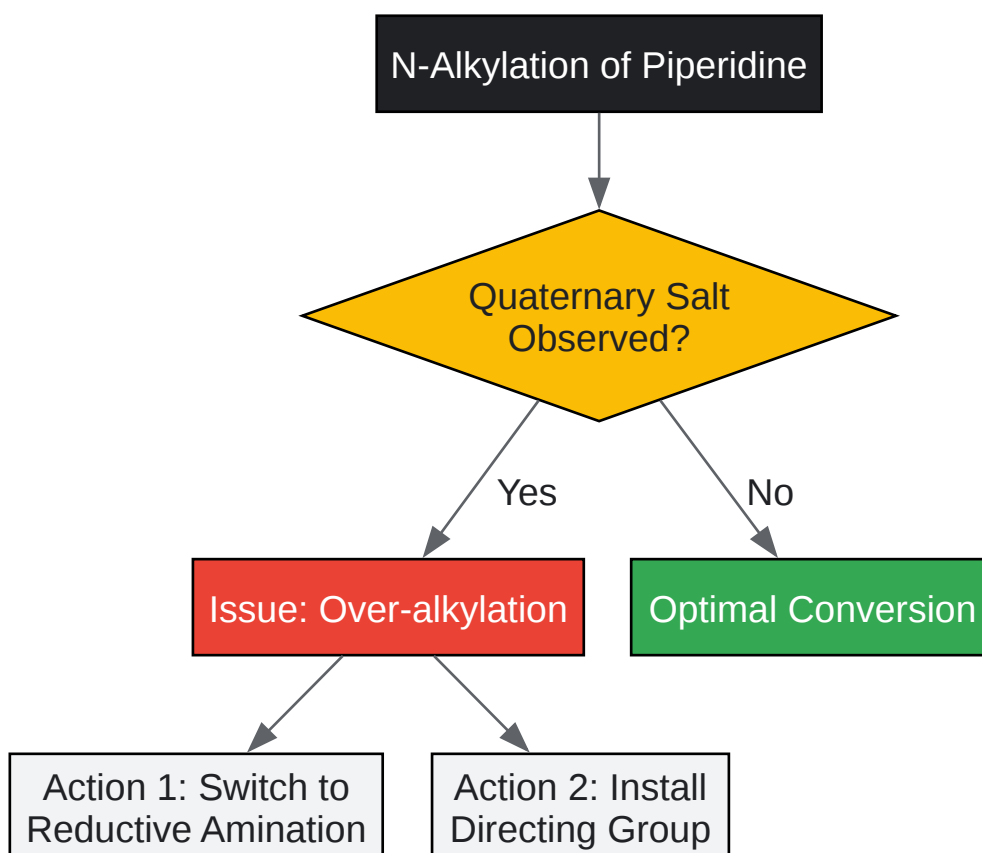 N-Alkylation of Piperidine
Quaternary Salt
Observed?
Yes
No
Issue: Over-alkylation
Optimal Conversion
Action 1: Switch to
Reductive Amination
Action 2: Install
Directing Group